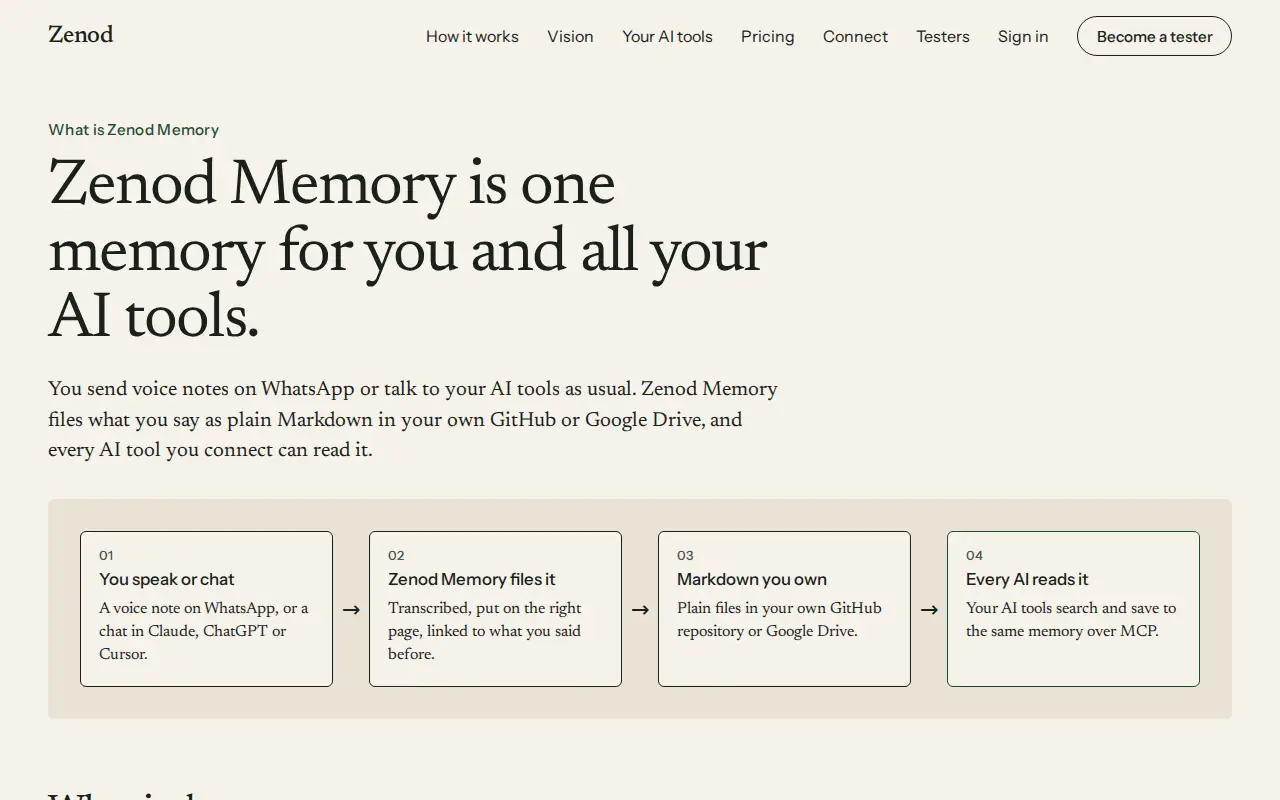 Zenod
How it works
Vision
Your AI tools
Pricing
Connect
Testers
Sign in
Become a tester
What is Zenod Memory
Zenod Memory is one
memory for you and all your
AI tools.
You send voice notes on WhatsApp or talk to your AI tools as usual. Zenod Memory
files what you say as plain Markdown in your own GitHub or Google Drive, and
every AI tool you connect can read it.
01
You speak or chat
A voice note on WhatsApp, or a
chat in Claude, ChatGPT or
Cursor.
→
02
Zenod Memory files it
Transcribed, put on the right
page, linked to what you said
before.
→
03
Markdown you own
Plain files in your own GitHub
repository or Google Drive.
→
04
Every AI reads it
Your AI tools search and save to
the same memory over MCP.